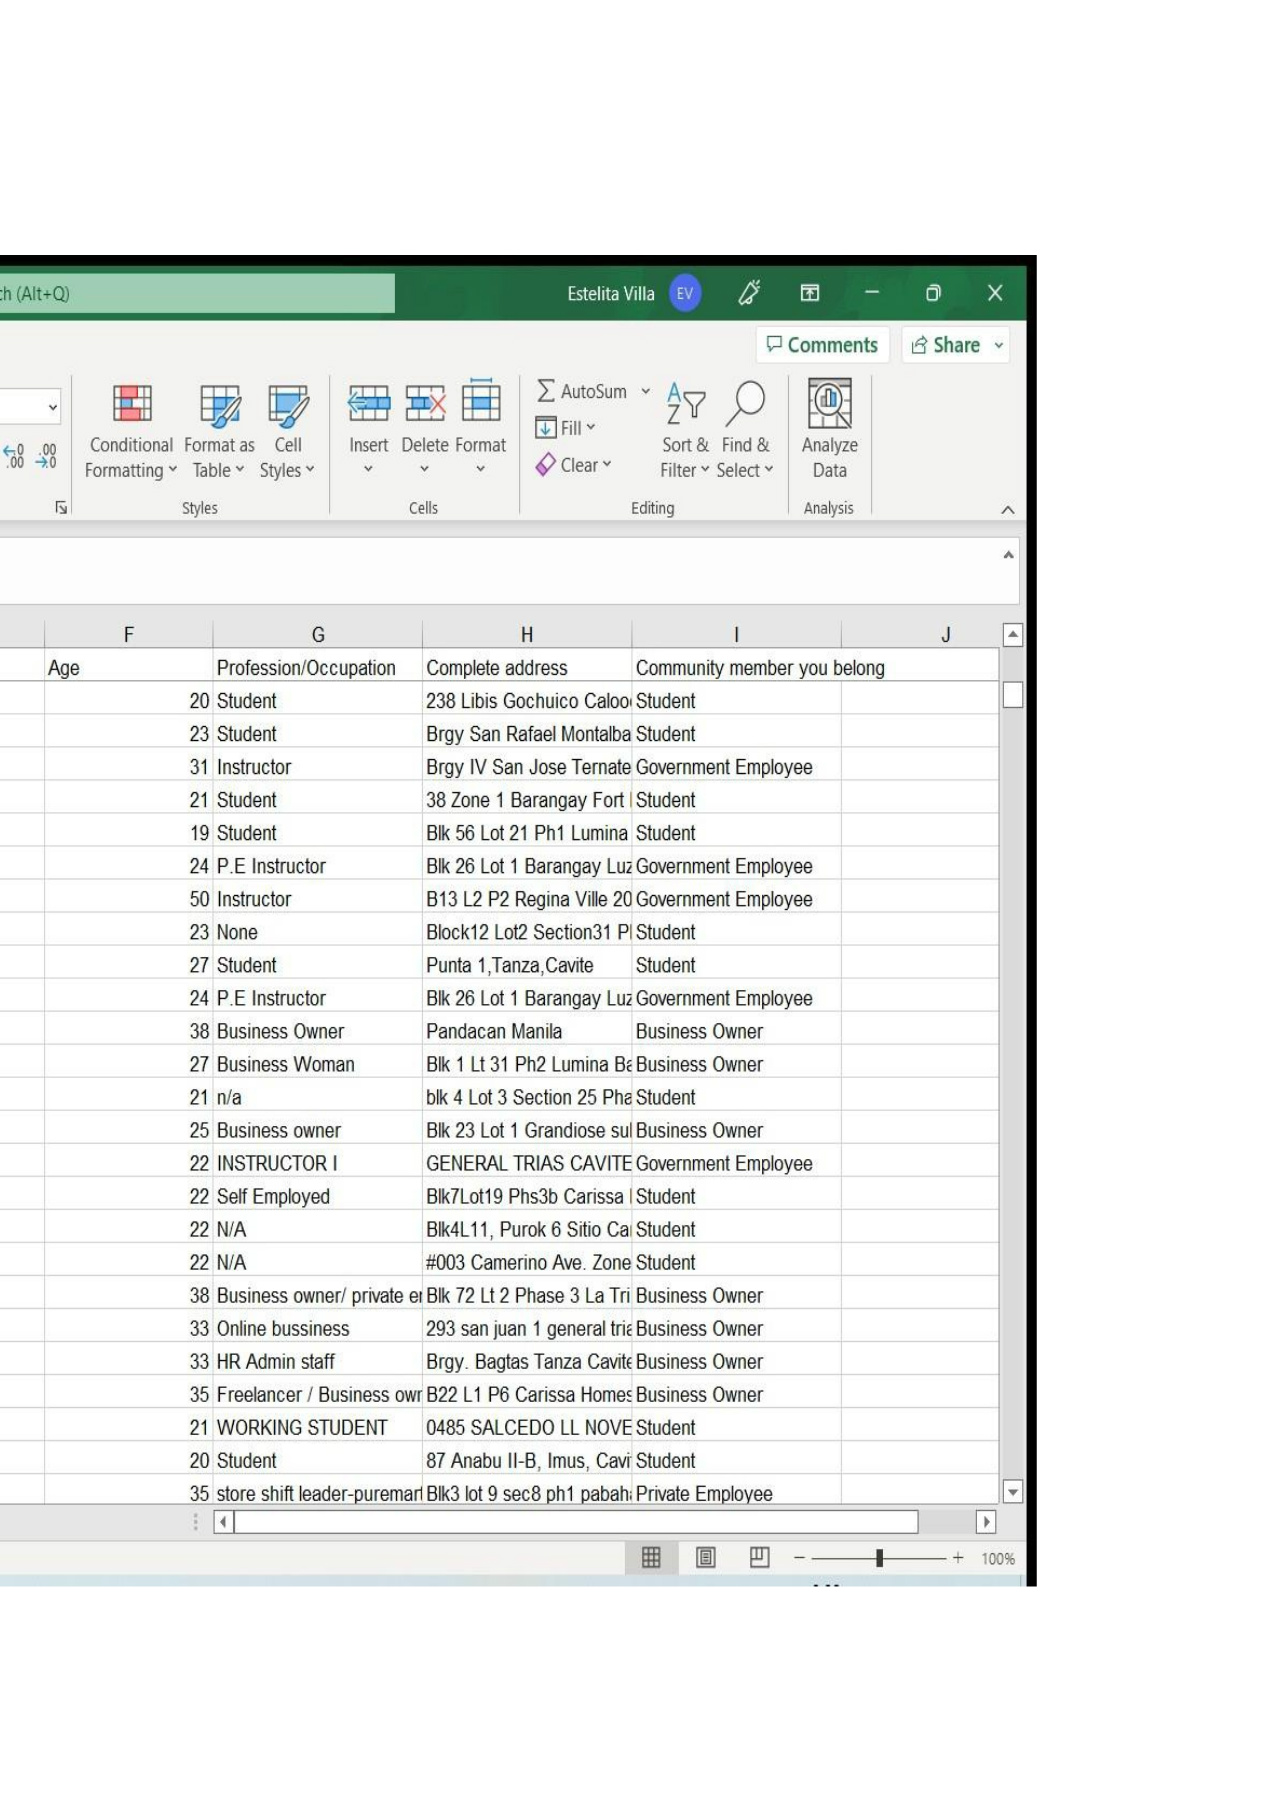 ch (Alt+Q) Estelita Villa EV
Comments Share
Conditional Formatting Format as Table Cell Styles Insert Delete Format AutoSum Fill Clear Sort & Filter Find & Select Analyze Data
Styles Cells Editing Analysis
F G H I J
Age Profession/Occupation Complete address Community member you belong
20 Student 238 Libis Gochuico Caloo Student
23 Student Brgy San Rafael Montalba Student
31 Instructor Brgy IV San Jose Ternate Government Employee
21 Student 38 Zone 1 Barangay Fort Student
19 Student Blk 56 Lot 21 Ph1 Lumina Student
24 P.E Instructor Blk 26 Lot 1 Barangay Luz Government Employee
50 Instructor B13 L2 P2 Regina Ville 20 Government Employee
23 None Block12 Lot2 Section31 P Student
27 Student Punta 1,Tanza,Cavite Student
24 P.E Instructor Blk 26 Lot 1 Barangay Luz Government Employee
38 Business Owner Pandacan Manila Business Owner
27 Business Woman Blk 1 Lt 31 Ph2 Lumina Ba Business Owner
21 n/a blk 4 Lot 3 Section 25 Pha Student
25 Business owner Blk 23 Lot 1 Grandiose su Business Owner
22 INSTRUCTOR I GENERAL TRIAS CAVITE Government Employee
22 Self Employed Blk7Lot19 Phs3b Carissa Student
22 N/A Blk4L11, Purok 6 Sitio Ca Student
22 N/A #003 Camerino Ave. Zone Student
38 Business owner/ private e Blk 72 Lt 2 Phase 3 La Tri Business Owner
33 Online bussiness 293 san juan 1 general tria Business Owner
33 HR Admin staff Brgy. Bagtas Tanza Cavite Business Owner
35 Freelancer / Business own B22 L1 P6 Carissa Homes Business Owner
21 WORKING STUDENT 0485 SALCEDO LL NOVE Student
20 Student 87 Anabu II-B, Imus, Cavi Student
35 store shift leader-puremart Blk3 lot 9 sec8 ph1 pabaha Private Employee
100%